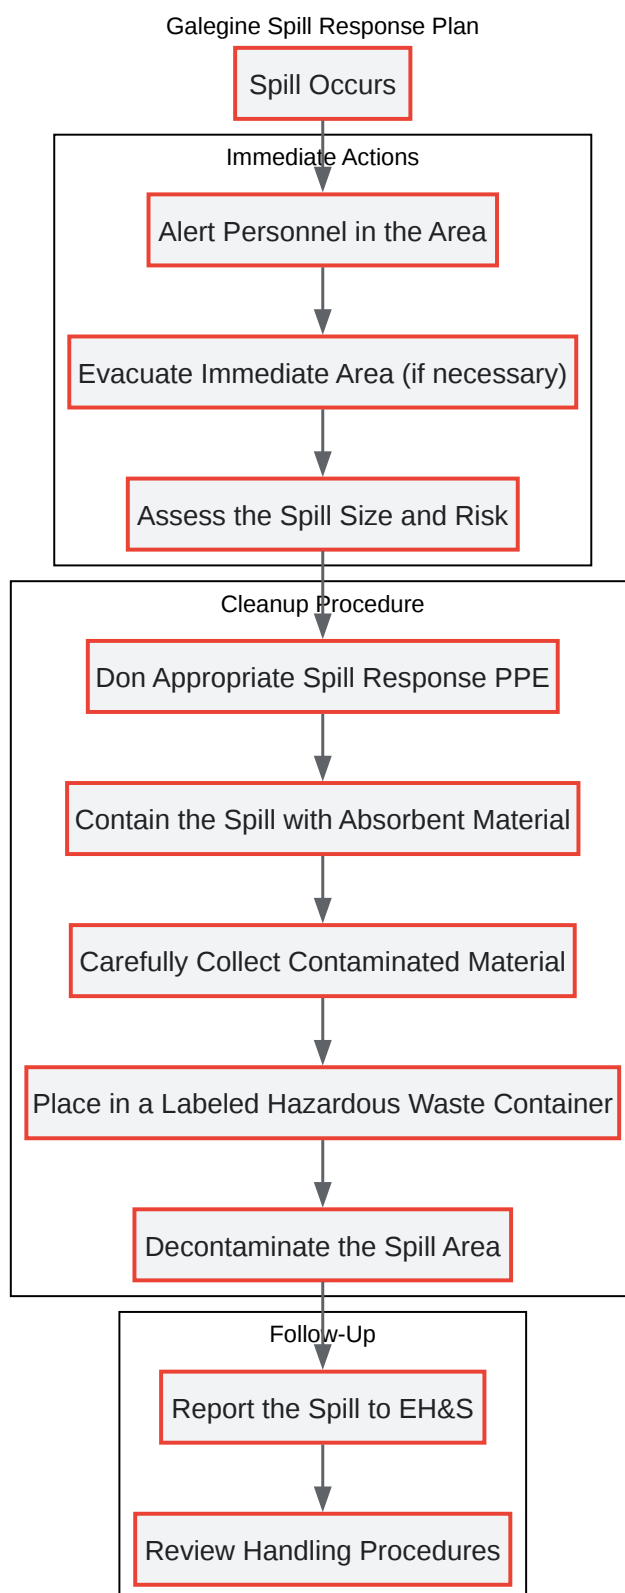 Galegine Spill Response Plan
Spill Occurs
Immediate Actions
Alert Personnel in the Area
Evacuate Immediate Area (if necessary)
Assess the Spill Size and Risk
Cleanup Procedure
Don Appropriate Spill Response PPE
Contain the Spill with Absorbent Material
Carefully Collect Contaminated Material
Place in a Labeled Hazardous Waste Container
Decontaminate the Spill Area
Follow-Up
Report the Spill to EH&S
Review Handling Procedures